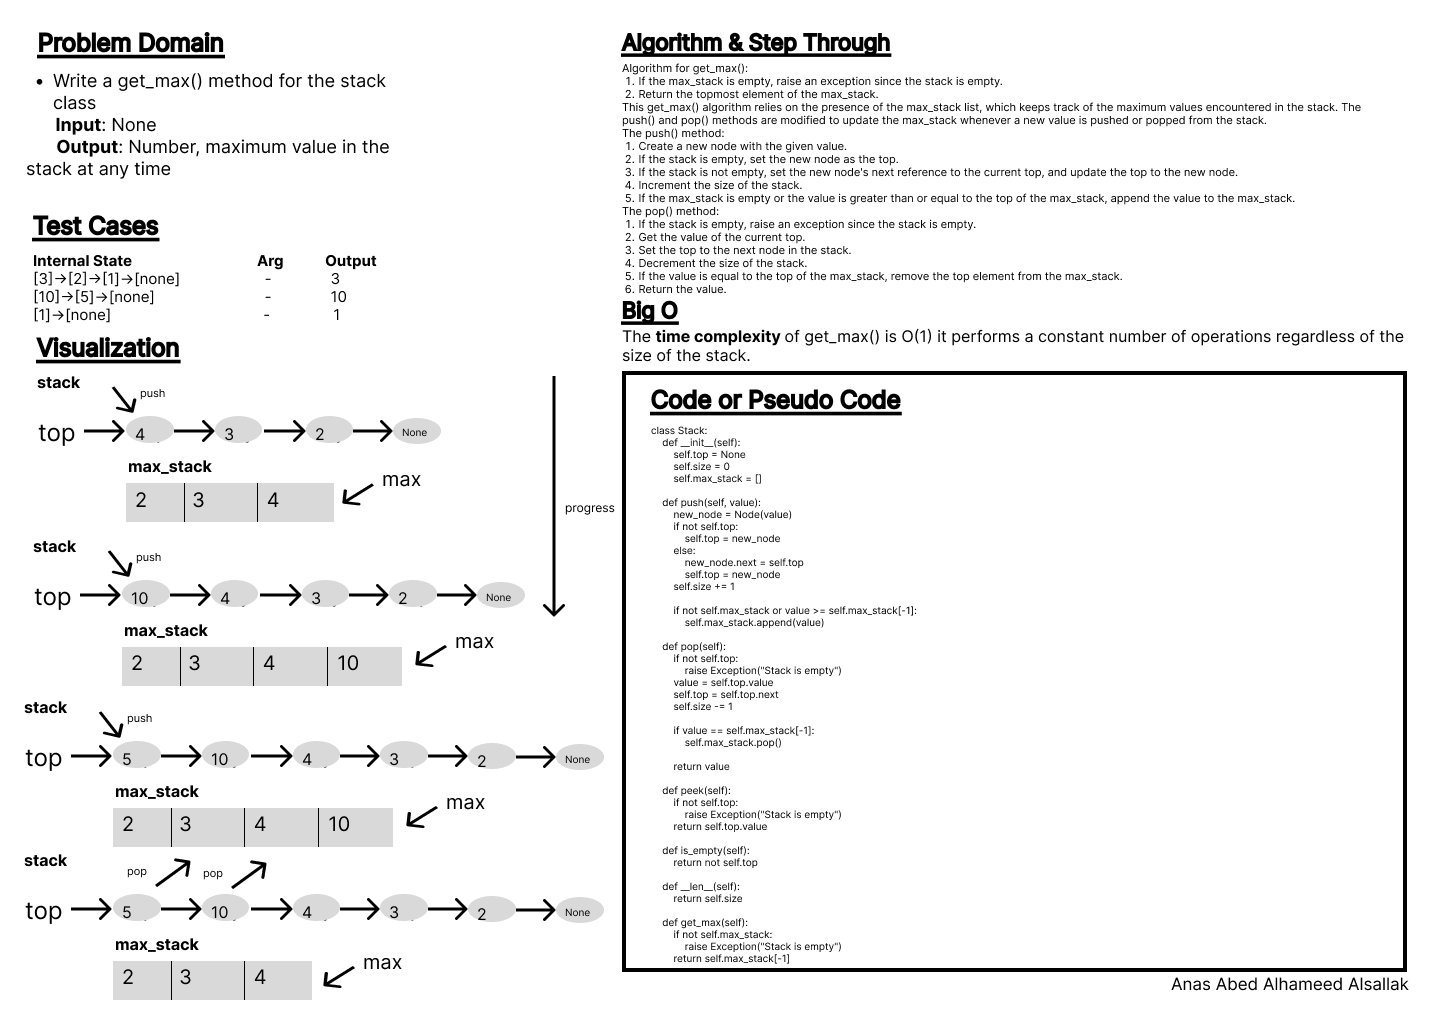 Problem Domain
• Write a get_max() method for the stack
class
Input: None
Output: Number, maximum value in the
stack at any time
Test Cases
Internal State Arg Output
[3]→[2]→[1]→[none] - 3
[10]→[5]→[none] - 10
[1]→[none] - 1
Visualization
stack
push
top 4 3 2 None
max_stack
max
2 3 4
progress
stack
push
top 10 4 3 2 None
max_stack
max
2 3 4 10
stack
push
top 5 10 4 3 2 None
max_stack
max
2 3 4 10
stack
pop pop
top 5 10 4 3 2 None
max_stack
max
2 3 4
Algorithm & Step Through
Algorithm for get_max():
1. If the max_stack is empty, raise an exception since the stack is empty.
2. Return the topmost element of the max_stack.
This get_max() algorithm relies on the presence of the max_stack list, which keeps track of the maximum values encountered in the stack. The
push() and pop() methods are modified to update the max_stack whenever a new value is pushed or popped from the stack.
The push() method:
1. Create a new node with the given value.
2. If the stack is empty, set the new node as the top.
3. If the stack is not empty, set the new node's next reference to the current top, and update the top to the new node.
4. Increment the size of the stack.
5. If the max_stack is empty or the value is greater than or equal to the top of the max_stack, append the value to the max_stack.
The pop() method:
1. If the stack is empty, raise an exception since the stack is empty.
2. Get the value of the current top.
3. Set the top to the next node in the stack.
4. Decrement the size of the stack.
5. If the value is equal to the top of the max_stack, remove the top element from the max_stack.
6. Return the value.
Big O
The time complexity of get_max() is O(1) it performs a constant number of operations regardless of the
size of the stack.
Code or Pseudo Code
class Stack:
    def __init__(self):
        self.top = None
        self.size = 0
        self.max_stack = []
    def push(self, value):
        new_node = Node(value)
        if not self.top:
            self.top = new_node
        else:
            new_node.next = self.top
            self.top = new_node
        self.size += 1
        if not self.max_stack or value >= self.max_stack[-1]:
            self.max_stack.append(value)
    def pop(self):
        if not self.top:
            raise Exception("Stack is empty")
        value = self.top.value
        self.top = self.top.next
        self.size -= 1
        if value == self.max_stack[-1]:
            self.max_stack.pop()
        return value
    def peek(self):
        if not self.top:
            raise Exception("Stack is empty")
        return self.top.value
    def is_empty(self):
        return not self.top
    def __len__(self):
        return self.size
    def get_max(self):
        if not self.max_stack:
            raise Exception("Stack is empty")
        return self.max_stack[-1]
Anas Abed Alhameed Alsallak